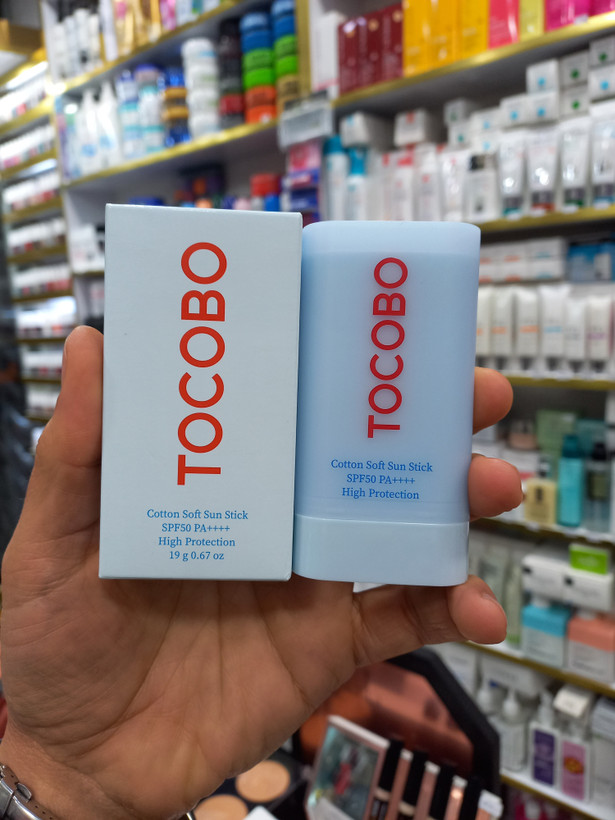 TOCOBO
Cotton Soft Sun Stick
SPF50 PA++++
High Protection
19 g 0.67 oz
TOCOBO
Cotton Soft Sun Stick
SPF50 PA++++
High Protection